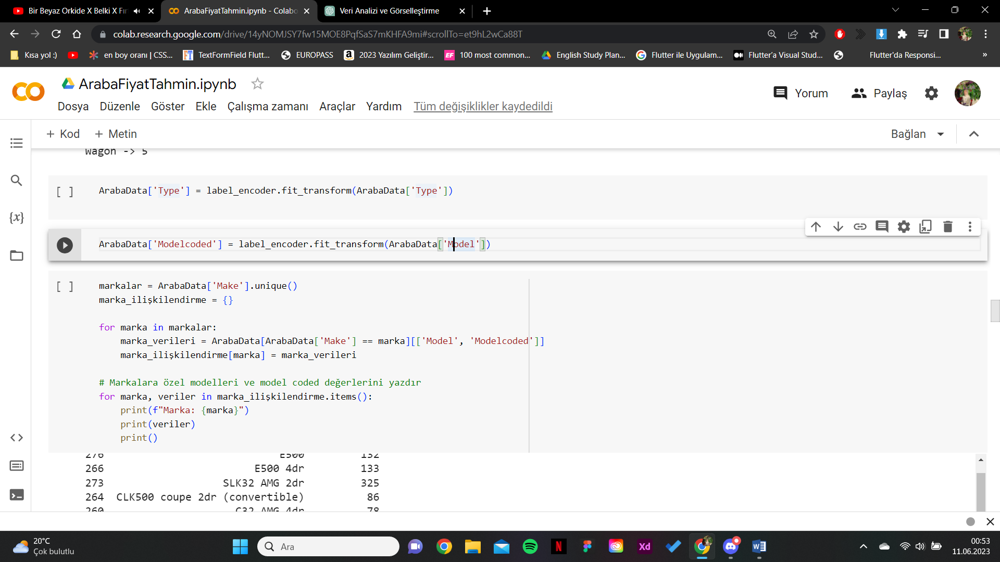 Bir Beyaz Orkide X Belki X Fır
ArabaFiyatTahmin.ipynb - Colabo
Veri Analizi ve Görselleştirme
colab.research.google.com/drive/14yNOMJSY7fw15MOE8PqfSaS7mKHFA9mi#scrollTo=et9hL2wCa88T
Kısa yol :)
en boy oranı | CSS...
TextFormField Flutt...
EUROPASS
2023 Yazılım Geliştir...
100 most common...
English Study Plan...
Flutter ile Uygulam...
Flutter'a Visual Stud...
Flutter'da Responsi...
»
ArabaFiyatTahmin.ipynb
Yorum
Paylaş
Dosya Düzenle Göster Ekle Çalışma zamanı Araçlar Yardım Tüm değişiklikler kaydedildi
+ Kod + Metin
Bağlan
wagon -> 5
[ ] ArabaData['Type'] = label_encoder.fit_transform(ArabaData['Type'])
{x}
ArabaData['Modelcoded'] = label_encoder.fit_transform(ArabaData['Model'])
[ ] markalar = ArabaData['Make'].unique()
marka_ilişkilendirme = {}
for marka in markalar:
marka_verileri = ArabaData[ArabaData['Make'] == marka][['Model', 'Modelcoded']]
marka_ilişkilendirme[marka] = marka_verileri
# Markalara özel modelleri ve model coded değerlerini yazdır
for marka, veriler in marka_ilişkilendirme.items():
print(f"Marka: {marka}")
print(veriler)
print()
276 E500 132
266 E500 4dr 133
273 SLK32 AMG 2dr 325
264 CLK500 coupe 2dr (convertible) 86
260 C32 AMG 4dr 78
20°C
Çok bulutlu
Ara
00:53
11.06.2023